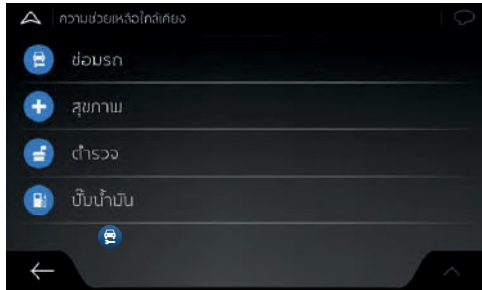 ความช่วยเหลือใกล้เคียง
ซ่อมรถ
สุขภาพ
ตำรวจ
ปั๊มน้ำมัน